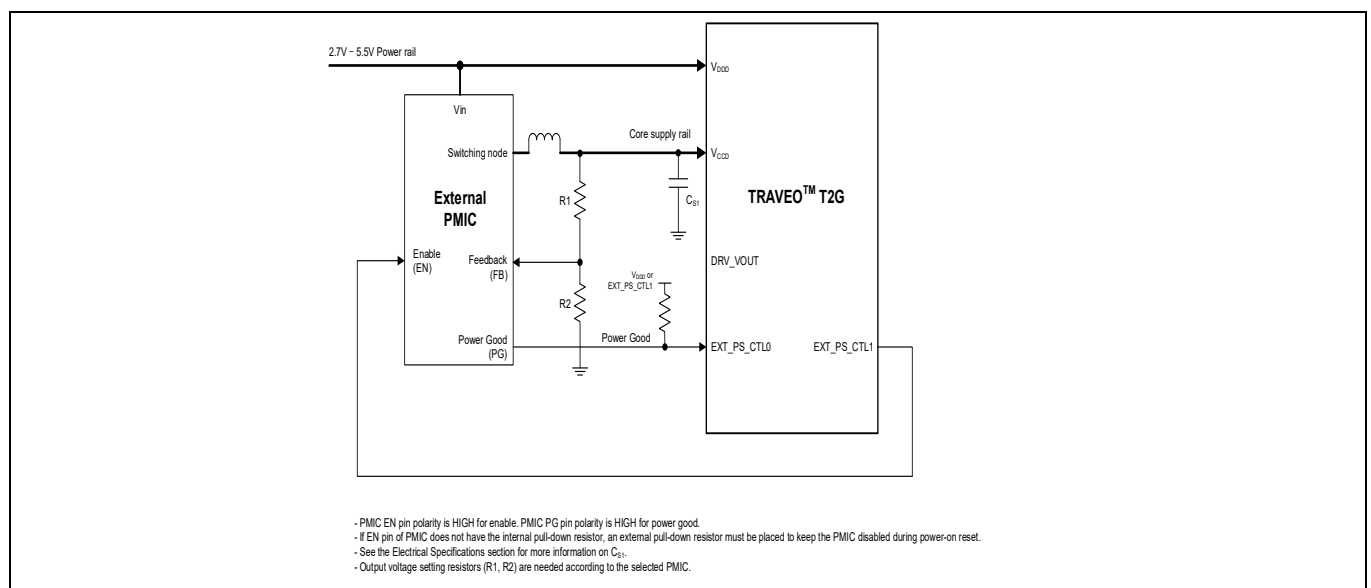 2.7V – 5.5V Power rail
VDDD
Vin
Core supply rail
Switching node
VCCD
TRAVEO™ T2G
External
PMIC
R1
CS1
Enable
(EN)
Feedback
(FB)
DRV_VOUT
VDDD or
EXT_PS_CTL1
R2
Power Good
(PG)
Power Good
EXT_PS_CTL0
EXT_PS_CTL1
- PMIC EN pin polarity is HIGH for enable. PMIC PG pin polarity is HIGH for power good.
- If EN pin of PMIC does not have the internal pull-down resistor, an external pull-down resistor must be placed to keep the PMIC disabled during power-on reset.
- See the Electrical Specifications section for more information on CS1.
- Output voltage setting resistors (R1, R2) are needed according to the selected PMIC.